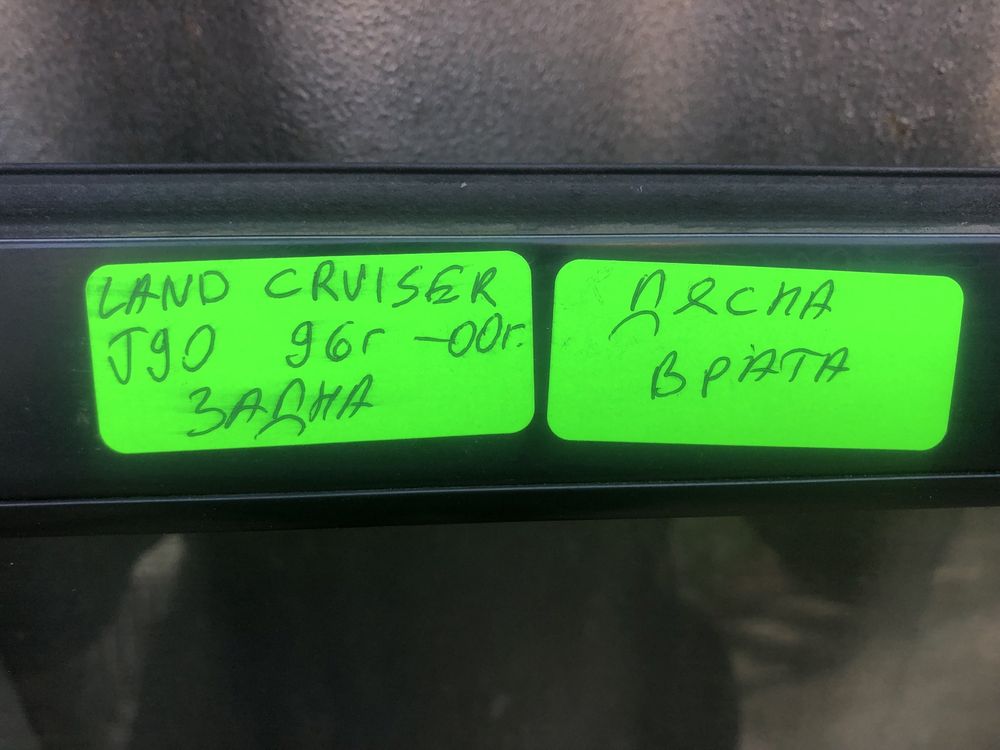 LAND CRUISER
J90 96г -00г.
ЗАДНА
ДЯСНА
ВРАТА